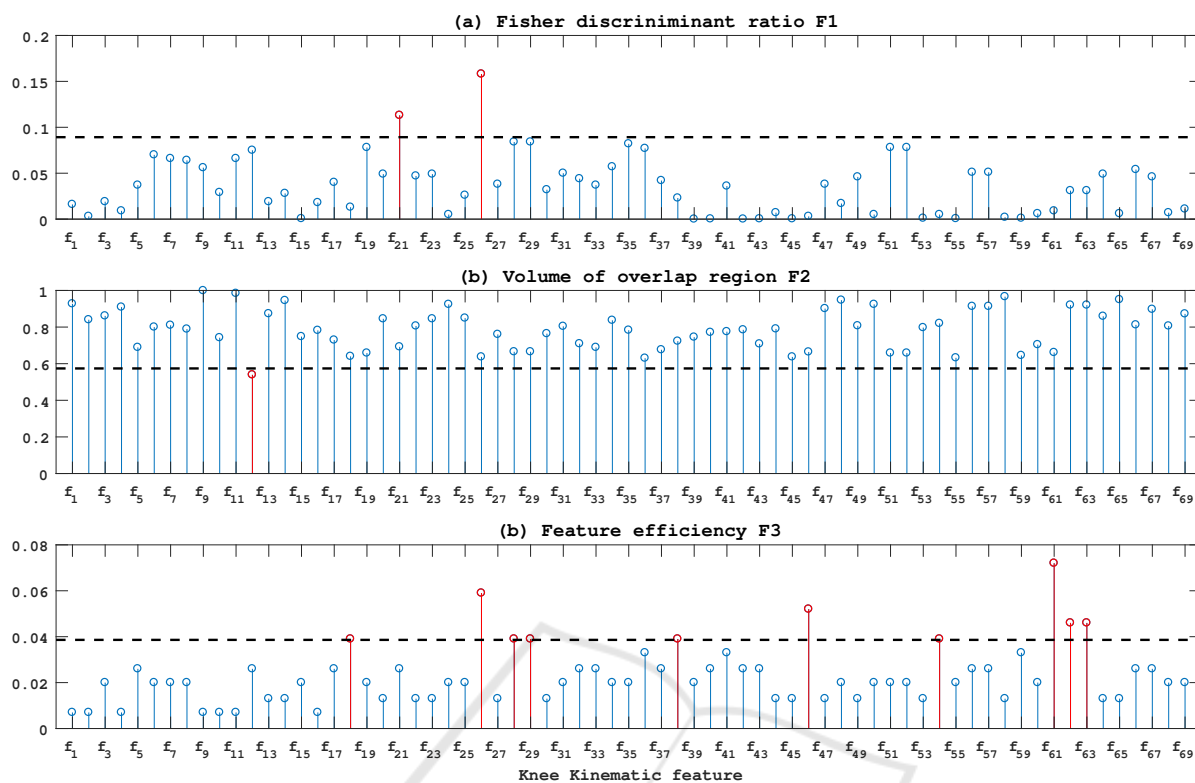 (a) Fisher discriniminant ratio F1
0.2
0.15
0.1
0.05
0
f1 f3 f5 f7 f9 f11 f13 f15 f17 f19 f21 f23 f25 f27 f29 f31 f33 f35 f37 f39 f41 f43 f45 f47 f49 f51 f53 f55 f57 f59 f61 f63 f65 f67 f69
(b) Volume of overlap region F2
1
0.8
0.6
0.4
0.2
0
f1 f3 f5 f7 f9 f11 f13 f15 f17 f19 f21 f23 f25 f27 f29 f31 f33 f35 f37 f39 f41 f43 f45 f47 f49 f51 f53 f55 f57 f59 f61 f63 f65 f67 f69
(b) Feature efficiency F3
0.08
0.06
0.04
0.02
0
f1 f3 f5 f7 f9 f11 f13 f15 f17 f19 f21 f23 f25 f27 f29 f31 f33 f35 f37 f39 f41 f43 f45 f47 f49 f51 f53 f55 f57 f59 f61 f63 f65 f67 f69
Knee Kinematic feature